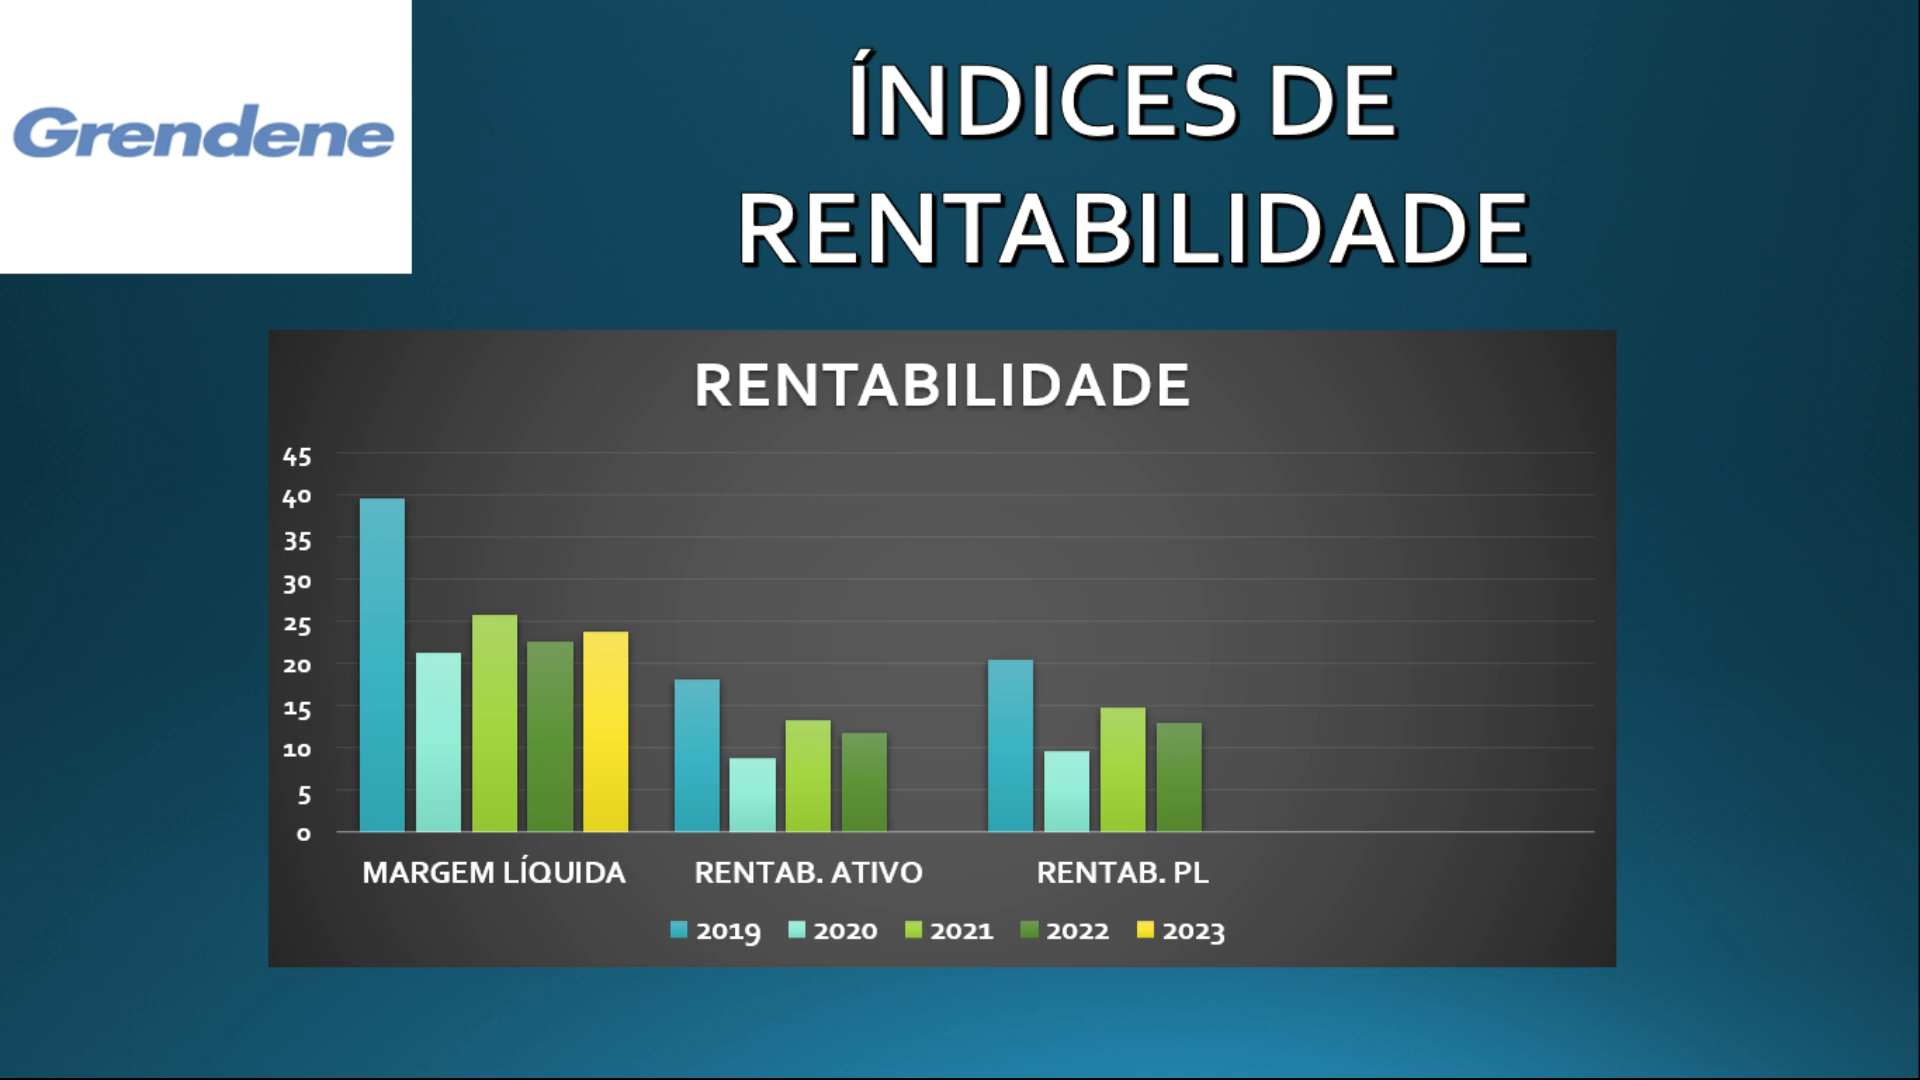 Grendene
ÍNDICES DE
RENTABILIDADE
RENTABILIDADE
45
40
35
30
25
20
15
10
5
0
MARGEM LÍQUIDA RENTAB. ATIVO RENTAB. PL
2019 2020 2021 2022 2023